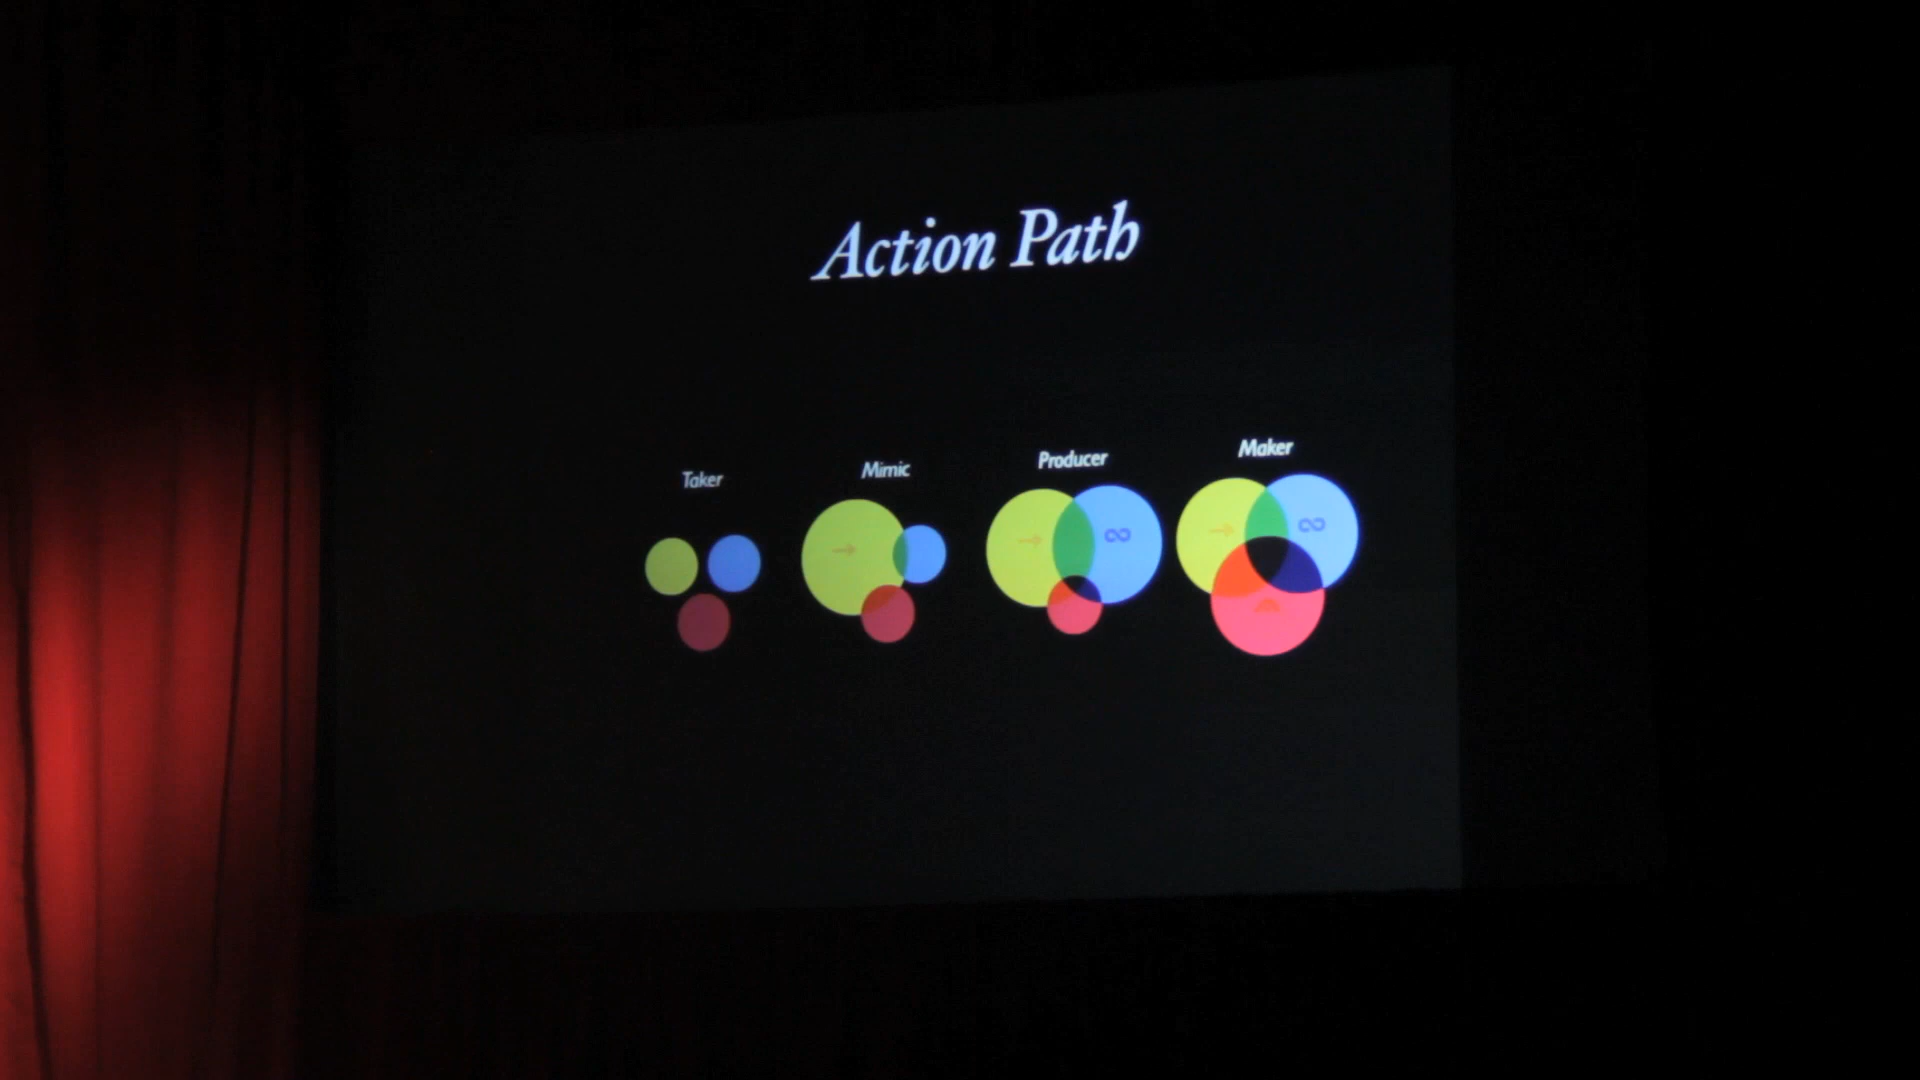 Action Path
Taker Mimic Producer Maker
→ → ∞ → ∞